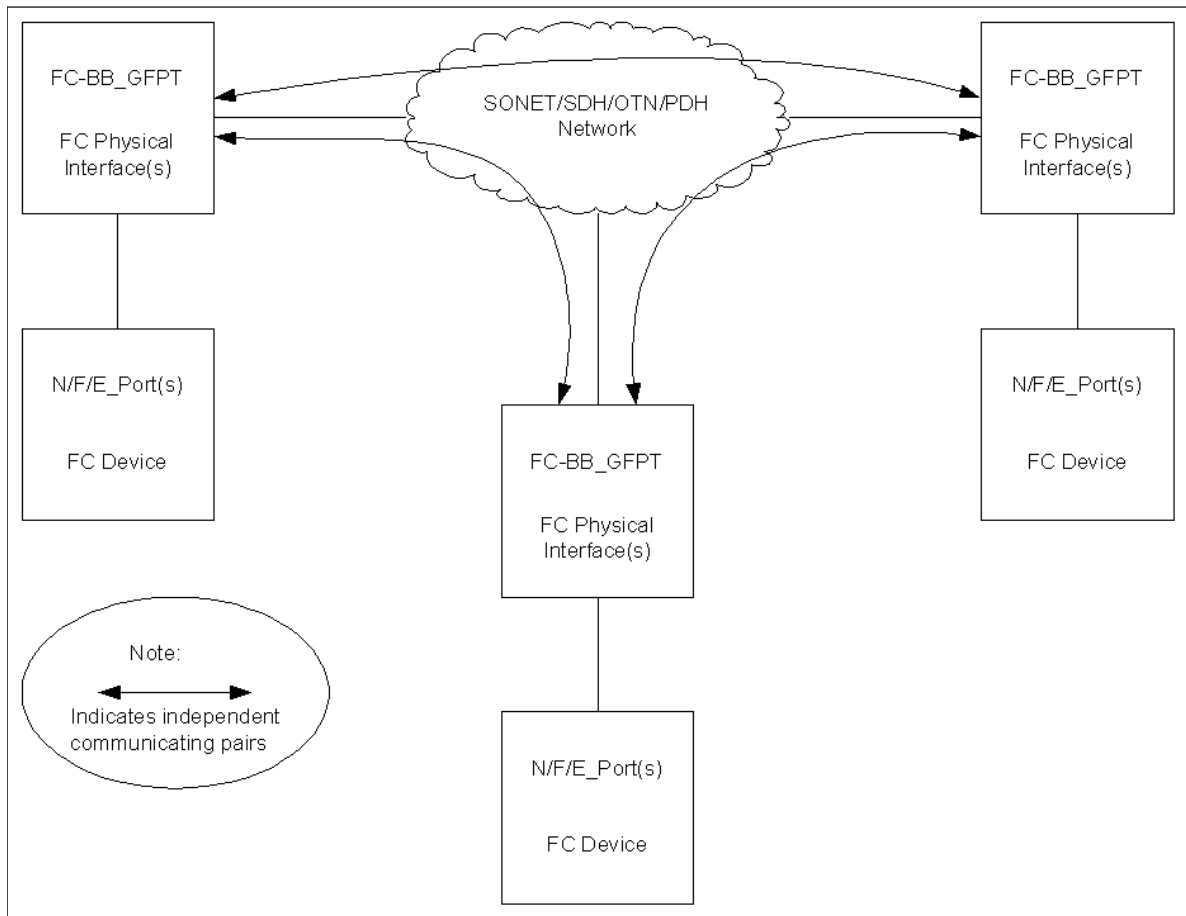 FC-BB_GFPT
FC Physical
Interface(s)
SONET/SDH/OTN/PDH
Network
FC-BB_GFPT
FC Physical
Interface(s)
N/F/E_Port(s)
FC Device
N/F/E_Port(s)
FC Device
FC-BB_GFPT
FC Physical
Interface(s)
Note:
Indicates independent
communicating pairs
N/F/E_Port(s)
FC Device